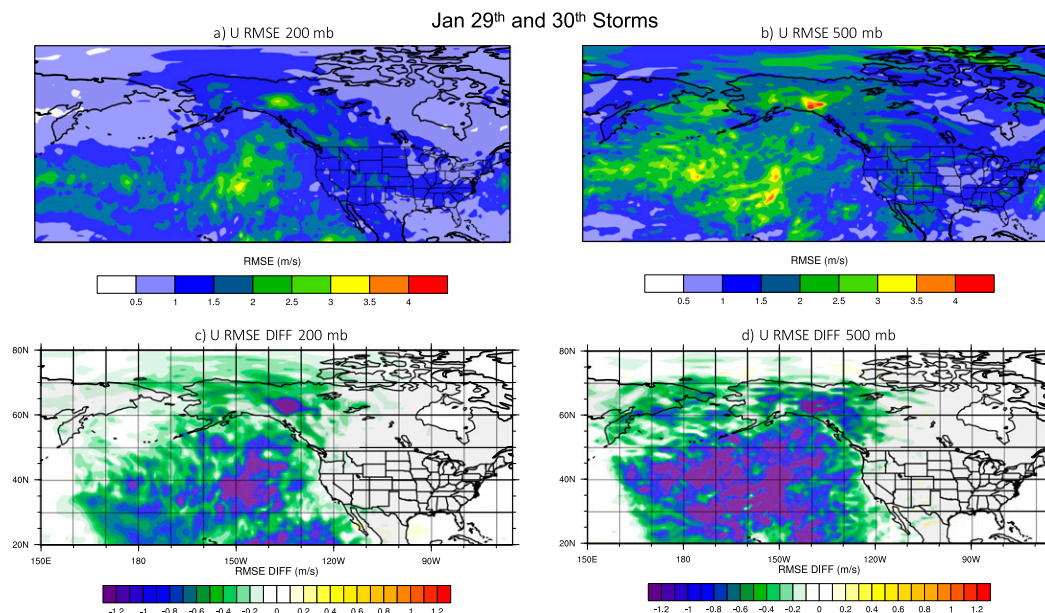 Jan 29th and 30th Storms
a) U RMSE 200 mb
b) U RMSE 500 mb
RMSE (m/s)
0.5 1 1.5 2 2.5 3 3.5 4
RMSE (m/s)
0.5 1 1.5 2 2.5 3 3.5 4
c) U RMSE DIFF 200 mb
80N
60N
40N
20N
150E 180W 150W 120W 90W
RMSE DIFF (m/s)
-1.2 -1 -0.8 -0.6 -0.4 -0.2 0 0.2 0.4 0.6 0.8 1 1.2
d) U RMSE DIFF 500 mb
80N
60N
40N
20N
150E 180W 150W 120W 90W
RMSE DIFF (m/s)
-1.2 -1 -0.8 -0.6 -0.4 -0.2 0 0.2 0.4 0.6 0.8 1 1.2